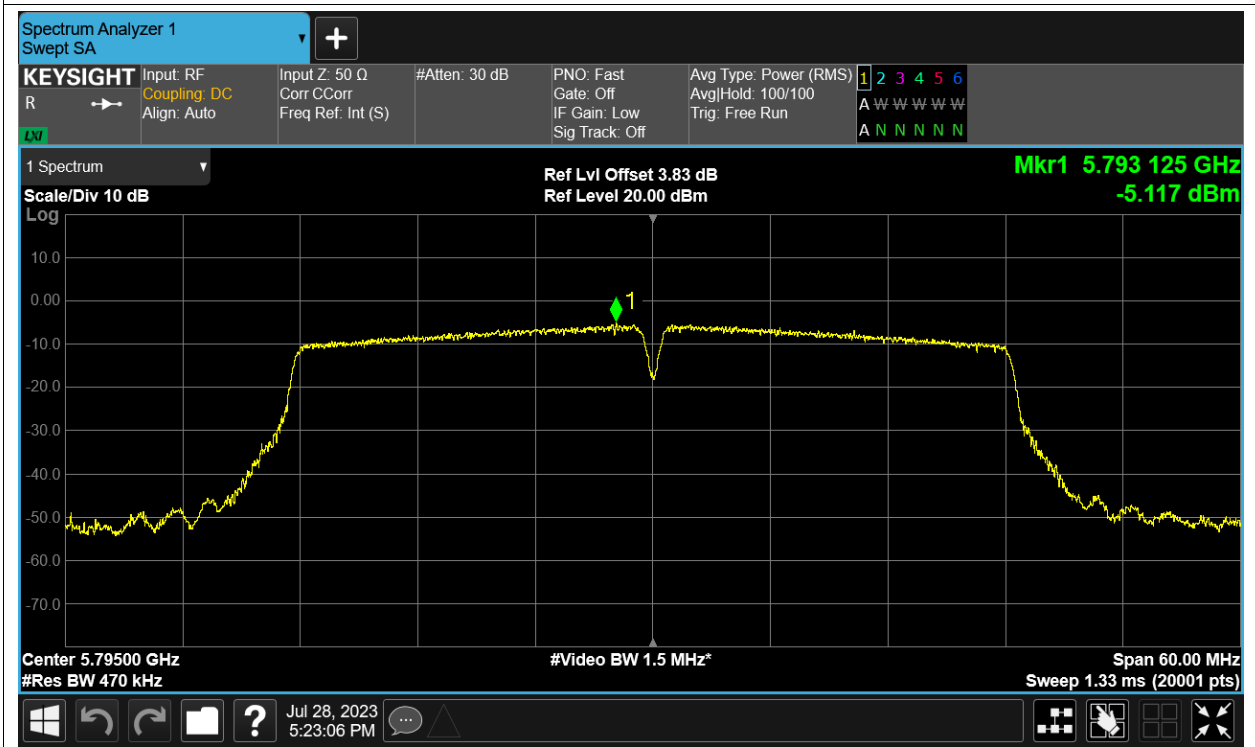 Spectrum Analyzer 1
Swept SA
KEYSIGHT
R
LXI
Input: RF
Coupling: DC
Align: Auto
Input Z: 50 Ω
Corr CCorr
Freq Ref: Int (S)
#Atten: 30 dB
PNO: Fast
Gate: Off
IF Gain: Low
Sig Track: Off
Avg Type: Power (RMS)
Avg|Hold: 100/100
Trig: Free Run
1 2 3 4 5 6
A W W W W W
A N N N N N
1 Spectrum
Scale/Div 10 dB
Ref Lvl Offset 3.83 dB
Ref Level 20.00 dBm
Mkr1 5.793 125 GHz
-5.117 dBm
Log
10.0
0.00
-10.0
-20.0
-30.0
-40.0
-50.0
-60.0
-70.0
1
Center 5.79500 GHz
#Res BW 470 kHz
#Video BW 1.5 MHz*
Span 60.00 MHz
Sweep 1.33 ms (20001 pts)
?
Jul 28, 2023
5:23:06 PM